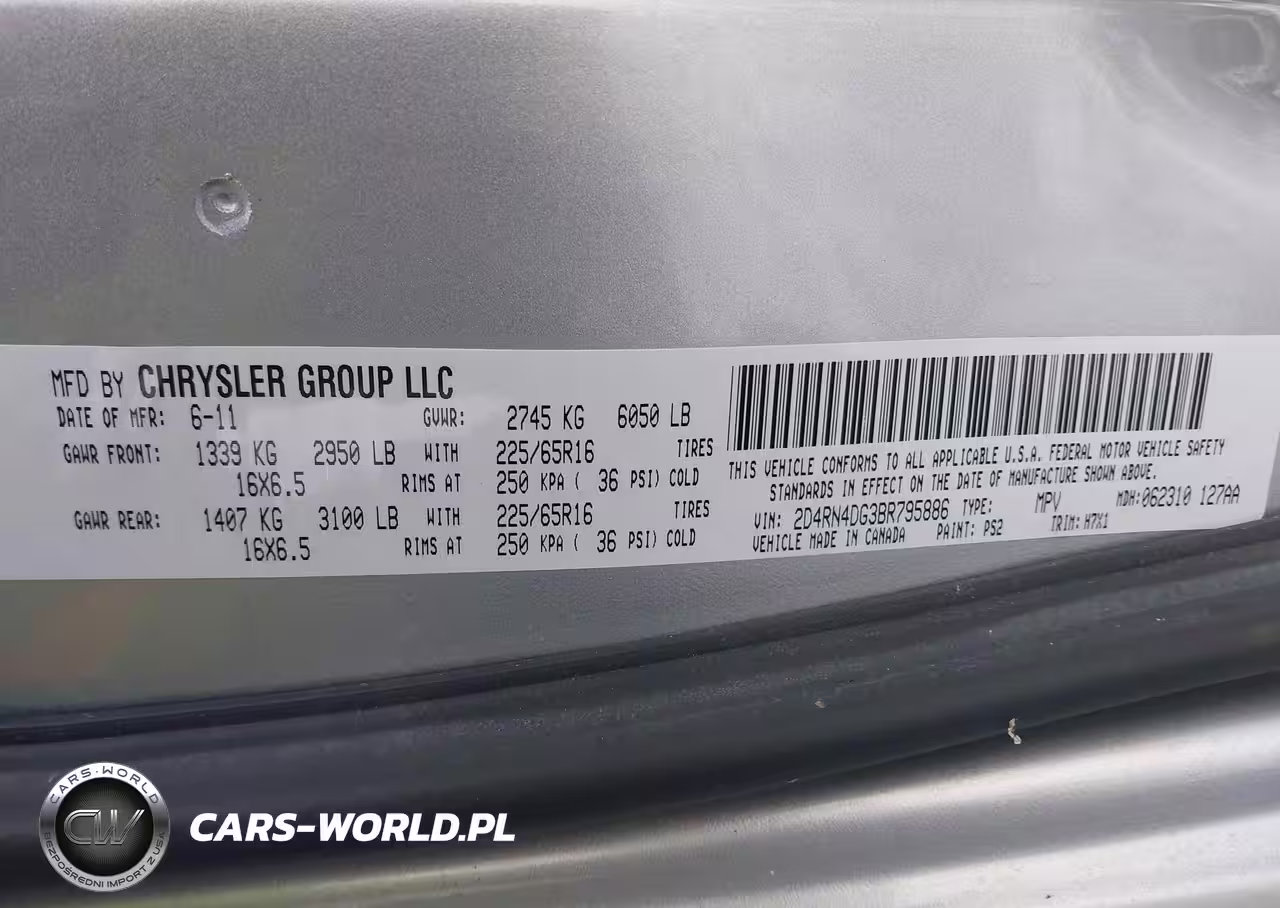 MFD BY CHRYSLER GROUP LLC
DATE OF MFR: 6-11 GVWR: 2745 KG 6050 LB
GAWR FRONT: 1339 KG 2950 LB WITH 225/65R16 TIRES
16X6.5 RIMS AT 250 KPA ( 36 PSI) COLD
GAWR REAR: 1407 KG 3100 LB WITH 225/65R16 TIRES
16X6.5 RIMS AT 250 KPA ( 36 PSI) COLD
THIS VEHICLE CONFORMS TO ALL APPLICABLE U.S.A. FEDERAL MOTOR VEHICLE SAFETY
STANDARDS IN EFFECT ON THE DATE OF MANUFACTURE SHOWN ABOVE.
VIN: 2D4RN4DG3BR795886 TYPE: MPV MDH:062310 127AA
VEHICLE MADE IN CANADA PAINT: PS2 TRIM: H7X1
CARS-WORLD
CW
BEZPOŚREDNI IMPORT Z USA
CARS-WORLD.PL